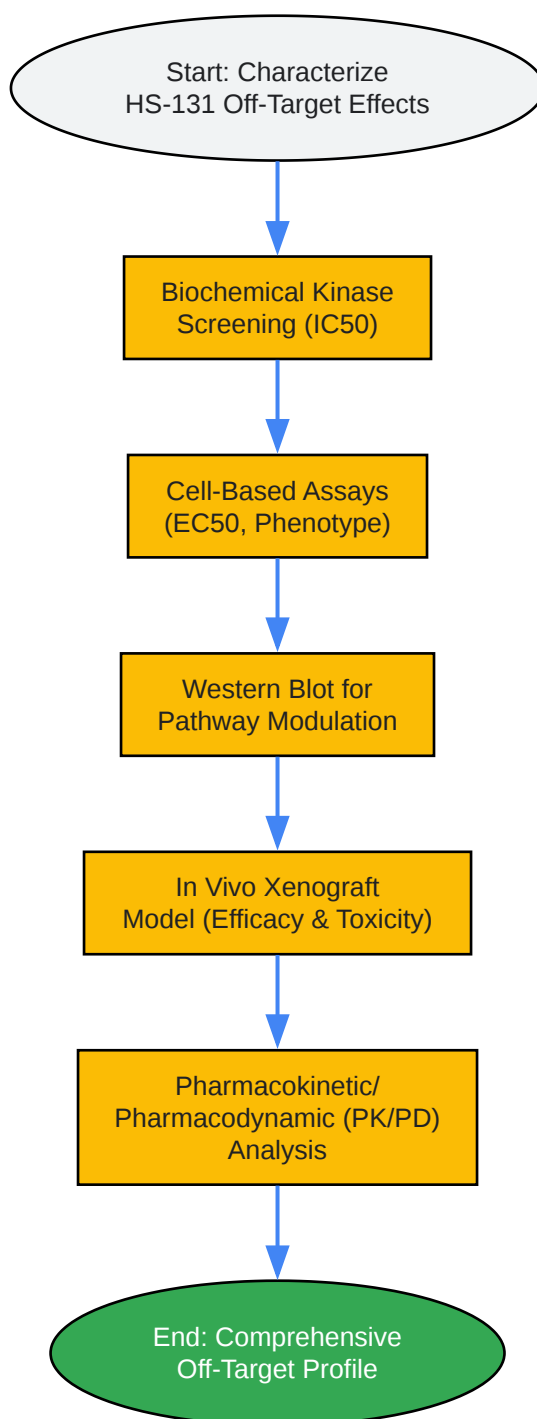 Start: Characterize
HS-131 Off-Target Effects
Biochemical Kinase
Screening (IC50)
Cell-Based Assays
(EC50, Phenotype)
Western Blot for
Pathway Modulation
In Vivo Xenograft
Model (Efficacy & Toxicity)
Pharmacokinetic/
Pharmacodynamic (PK/PD)
Analysis
End: Comprehensive
Off-Target Profile